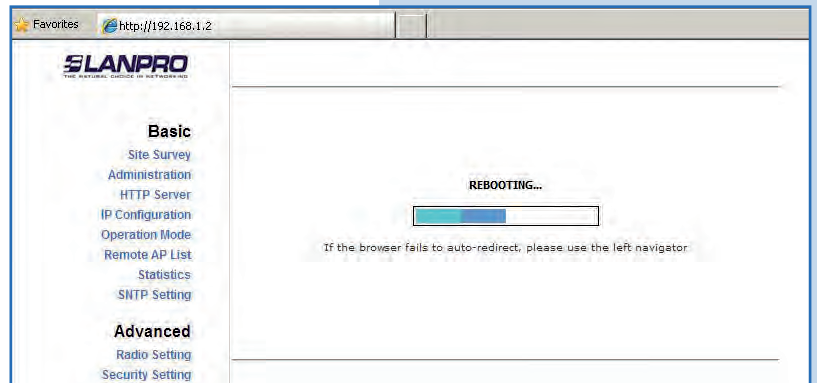 Favorites
http://192.168.1.2
LANPRO
THE NATURAL CHOICE IN NETWORKING
Basic
Site Survey
Administration
HTTP Server
IP Configuration
Operation Mode
Remote AP List
Statistics
SNTP Setting
Advanced
Radio Setting
Security Setting
REBOOTING...
If the browser fails to auto-redirect, please use the left navigator